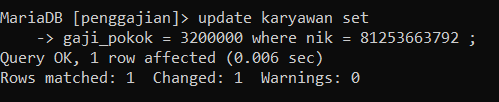 MariaDB [penggajian]> update karyawan set
    -> gaji_pokok = 3200000 where nik = 81253663792 ;
Query OK, 1 row affected (0.006 sec)
Rows matched: 1  Changed: 1  Warnings: 0